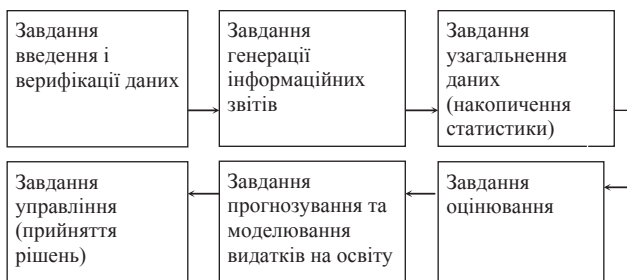 Завдання
введення і
верифікації даних
Завдання
генерації
інформаційних
звітів
Завдання
узагальнення
даних
(накопичення
статистики)
Завдання
управління
(прийняття
рішень)
Завдання
прогнозування та
моделювання
видатків на освіту
Завдання
оцінювання